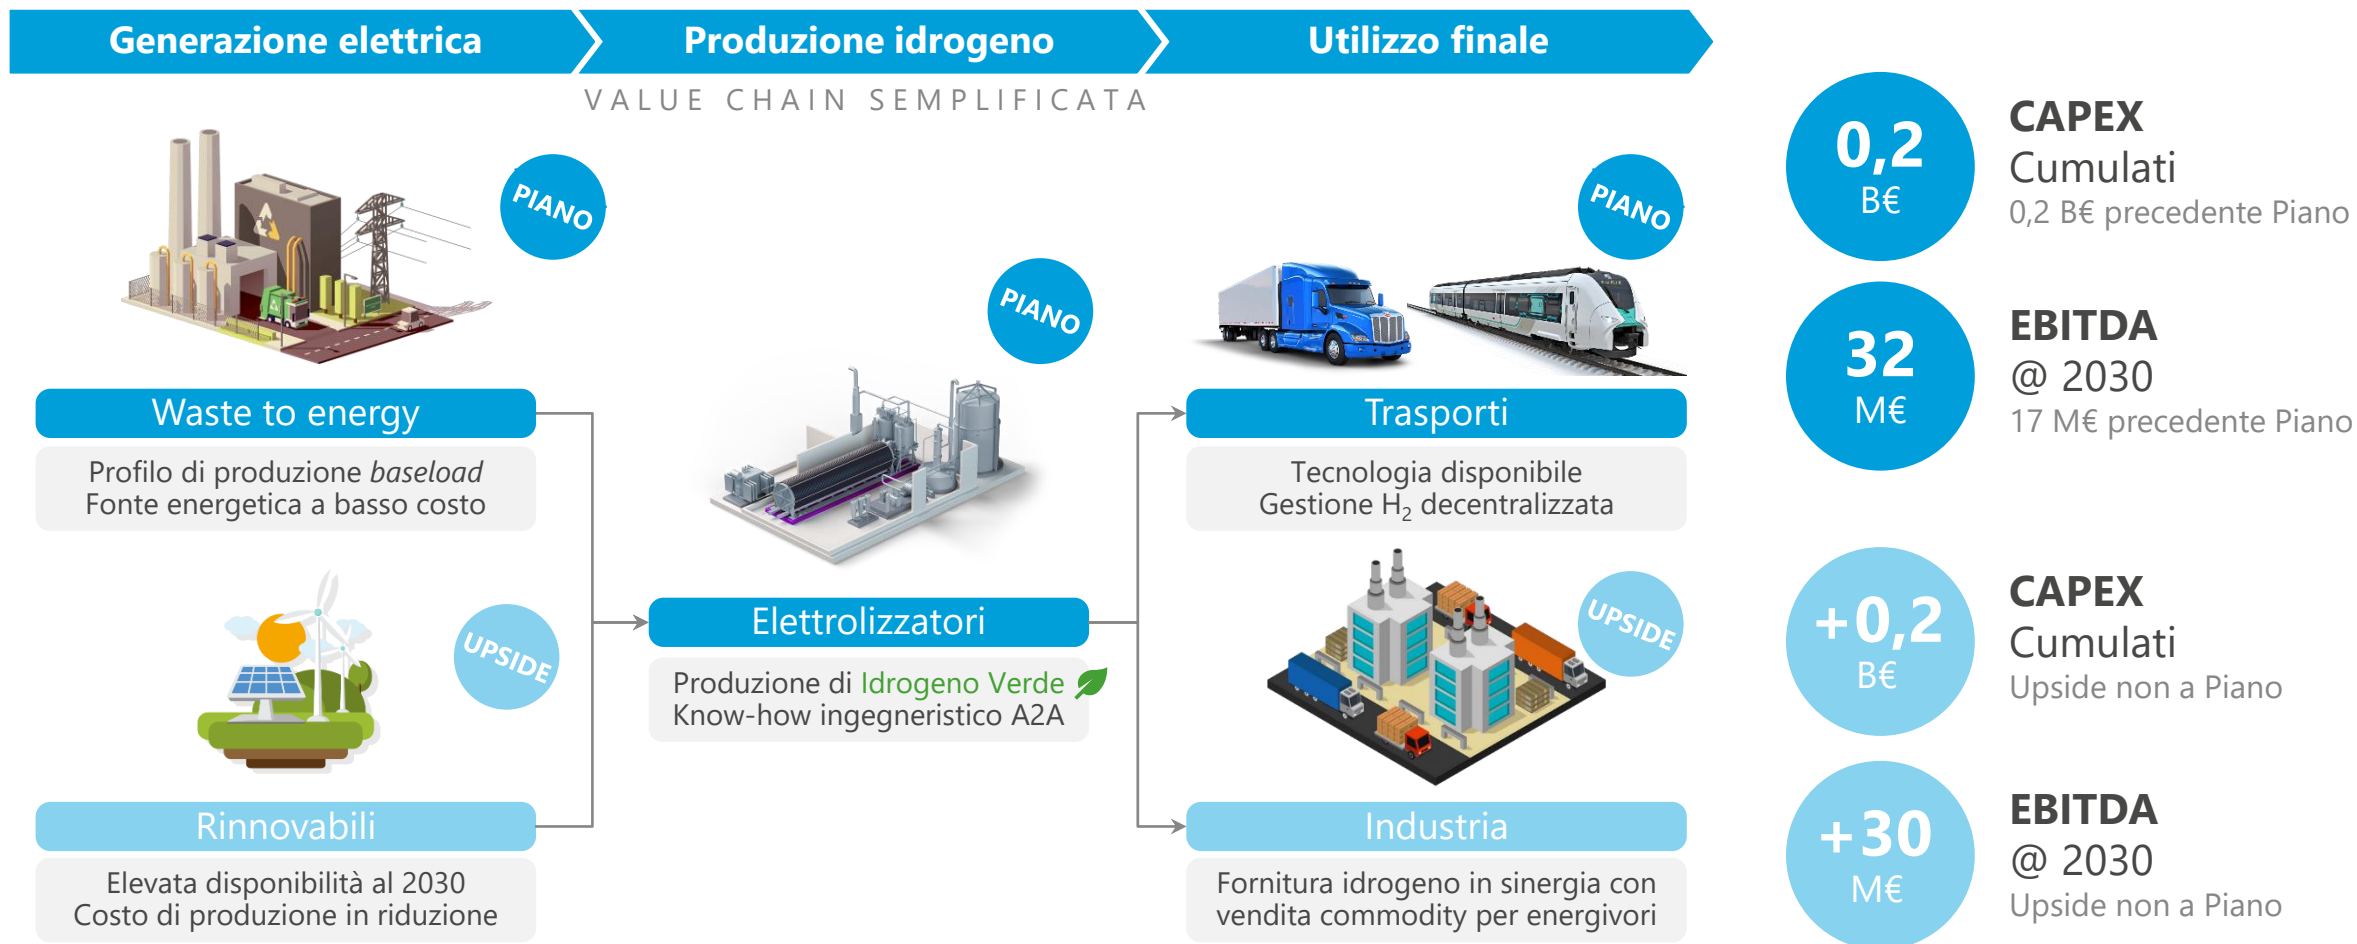 Generazione elettrica
Produzione idrogeno
Utilizzo finale
VALUE CHAIN SEMPLIFICATA
PIANO
Waste to energy
Profilo di produzione baseload
Fonte energetica a basso costo
UPSIDE
Rinnovabili
Elevata disponibilità al 2030
Costo di produzione in riduzione
PIANO
Elettrolizzatori
Produzione di Idrogeno Verde
Know-how ingegneristico A2A
PIANO
Trasporti
Tecnologia disponibile
Gestione H₂ decentralizzata
UPSIDE
Industria
Fornitura idrogeno in sinergia con
vendita commodity per energivori
0,2
B€
CAPEX
Cumulati
0,2 B€ precedente Piano
32
M€
EBITDA
@ 2030
17 M€ precedente Piano
+0,2
B€
CAPEX
Cumulati
Upside non a Piano
+30
M€
EBITDA
@ 2030
Upside non a Piano